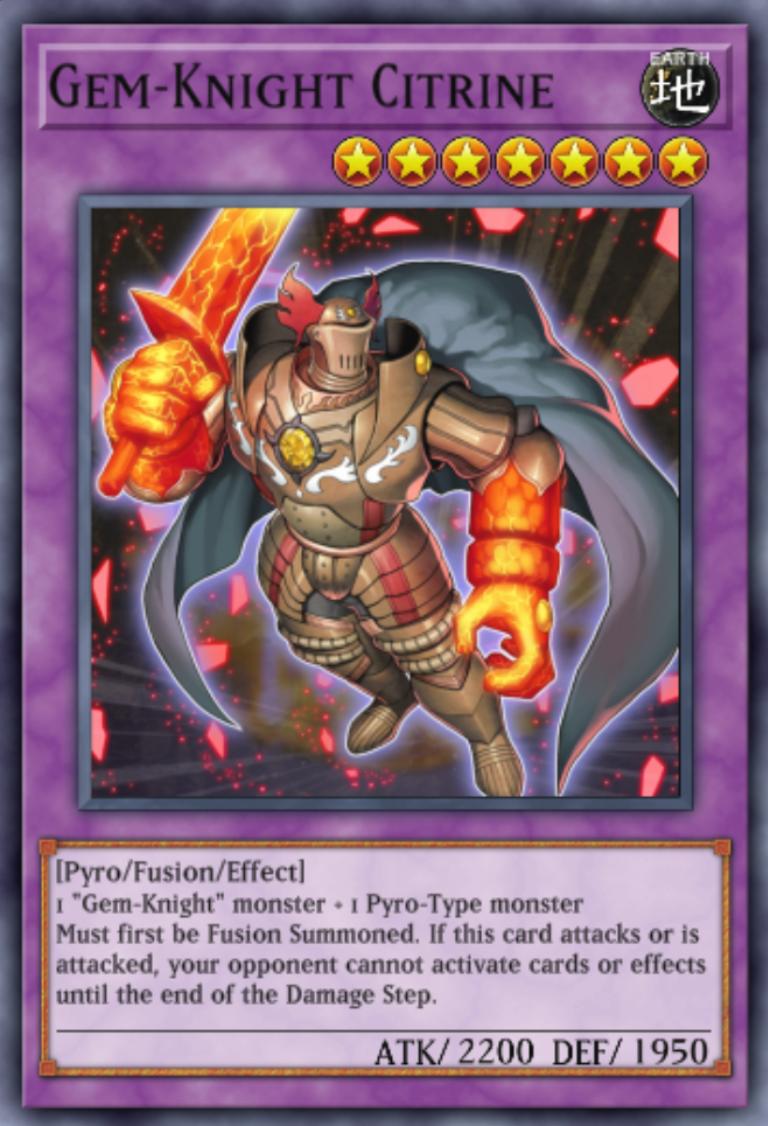 GEM-KNIGHT CITRINE
EARTH
地
[Pyro/Fusion/Effect]
1 "Gem-Knight" monster + 1 Pyro-Type monster
Must first be Fusion Summoned. If this card attacks or is
attacked, your opponent cannot activate cards or effects
until the end of the Damage Step.
ATK/ 2200 DEF/ 1950